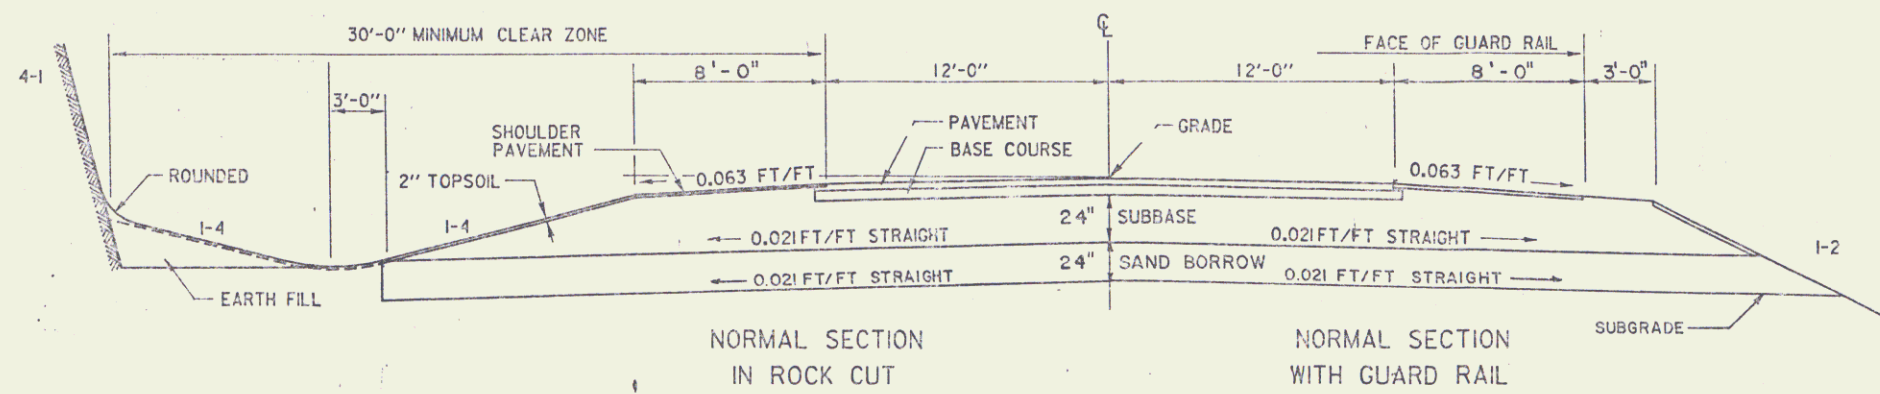 ℄
30'-0" MINIMUM CLEAR ZONE
FACE OF GUARD RAIL
4-1
8'-0"
12'-0"
12'-0"
8'-0"
3'-0"
3'-0"
SHOULDER
PAVEMENT
PAVEMENT
BASE COURSE
GRADE
ROUNDED
2" TOPSOIL
0.063 FT/FT
0.063 FT/FT
1-4
1-4
24" SUBBASE
0.021 FT/FT STRAIGHT
0.021 FT/FT STRAIGHT
1-2
24" SAND BORROW
0.021 FT/FT STRAIGHT
0.021 FT/FT STRAIGHT
EARTH FILL
SUBGRADE
NORMAL SECTION
IN ROCK CUT
NORMAL SECTION
WITH GUARD RAIL